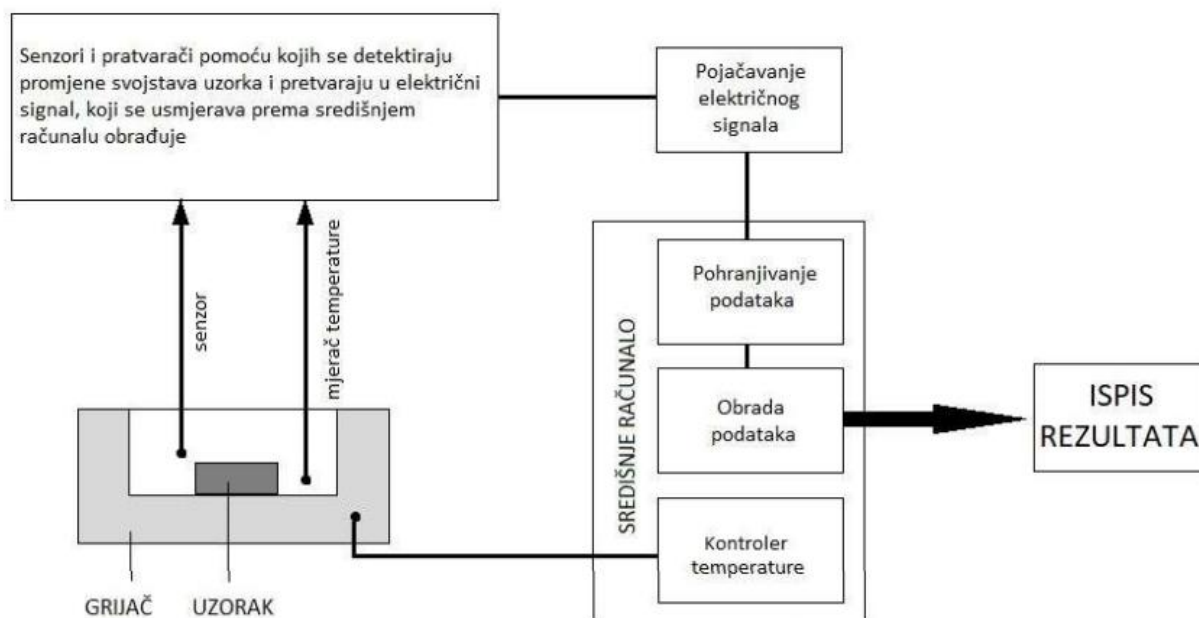 Senzori i pratvarači pomoću kojih se detektiraju
promjene svojstava uzorka i pretvaraju u električni
signal, koji se usmjerava prema središnjem
računalu obrađuje
Pojačavanje
električnog
signala
senzor
mjerač temperature
SREDIŠNJE RAČUNALO
Pohranjivanje
podataka
Obrada
podataka
Kontroler
temperature
ISPIS
REZULTATA
GRIJAČ
UZORAK